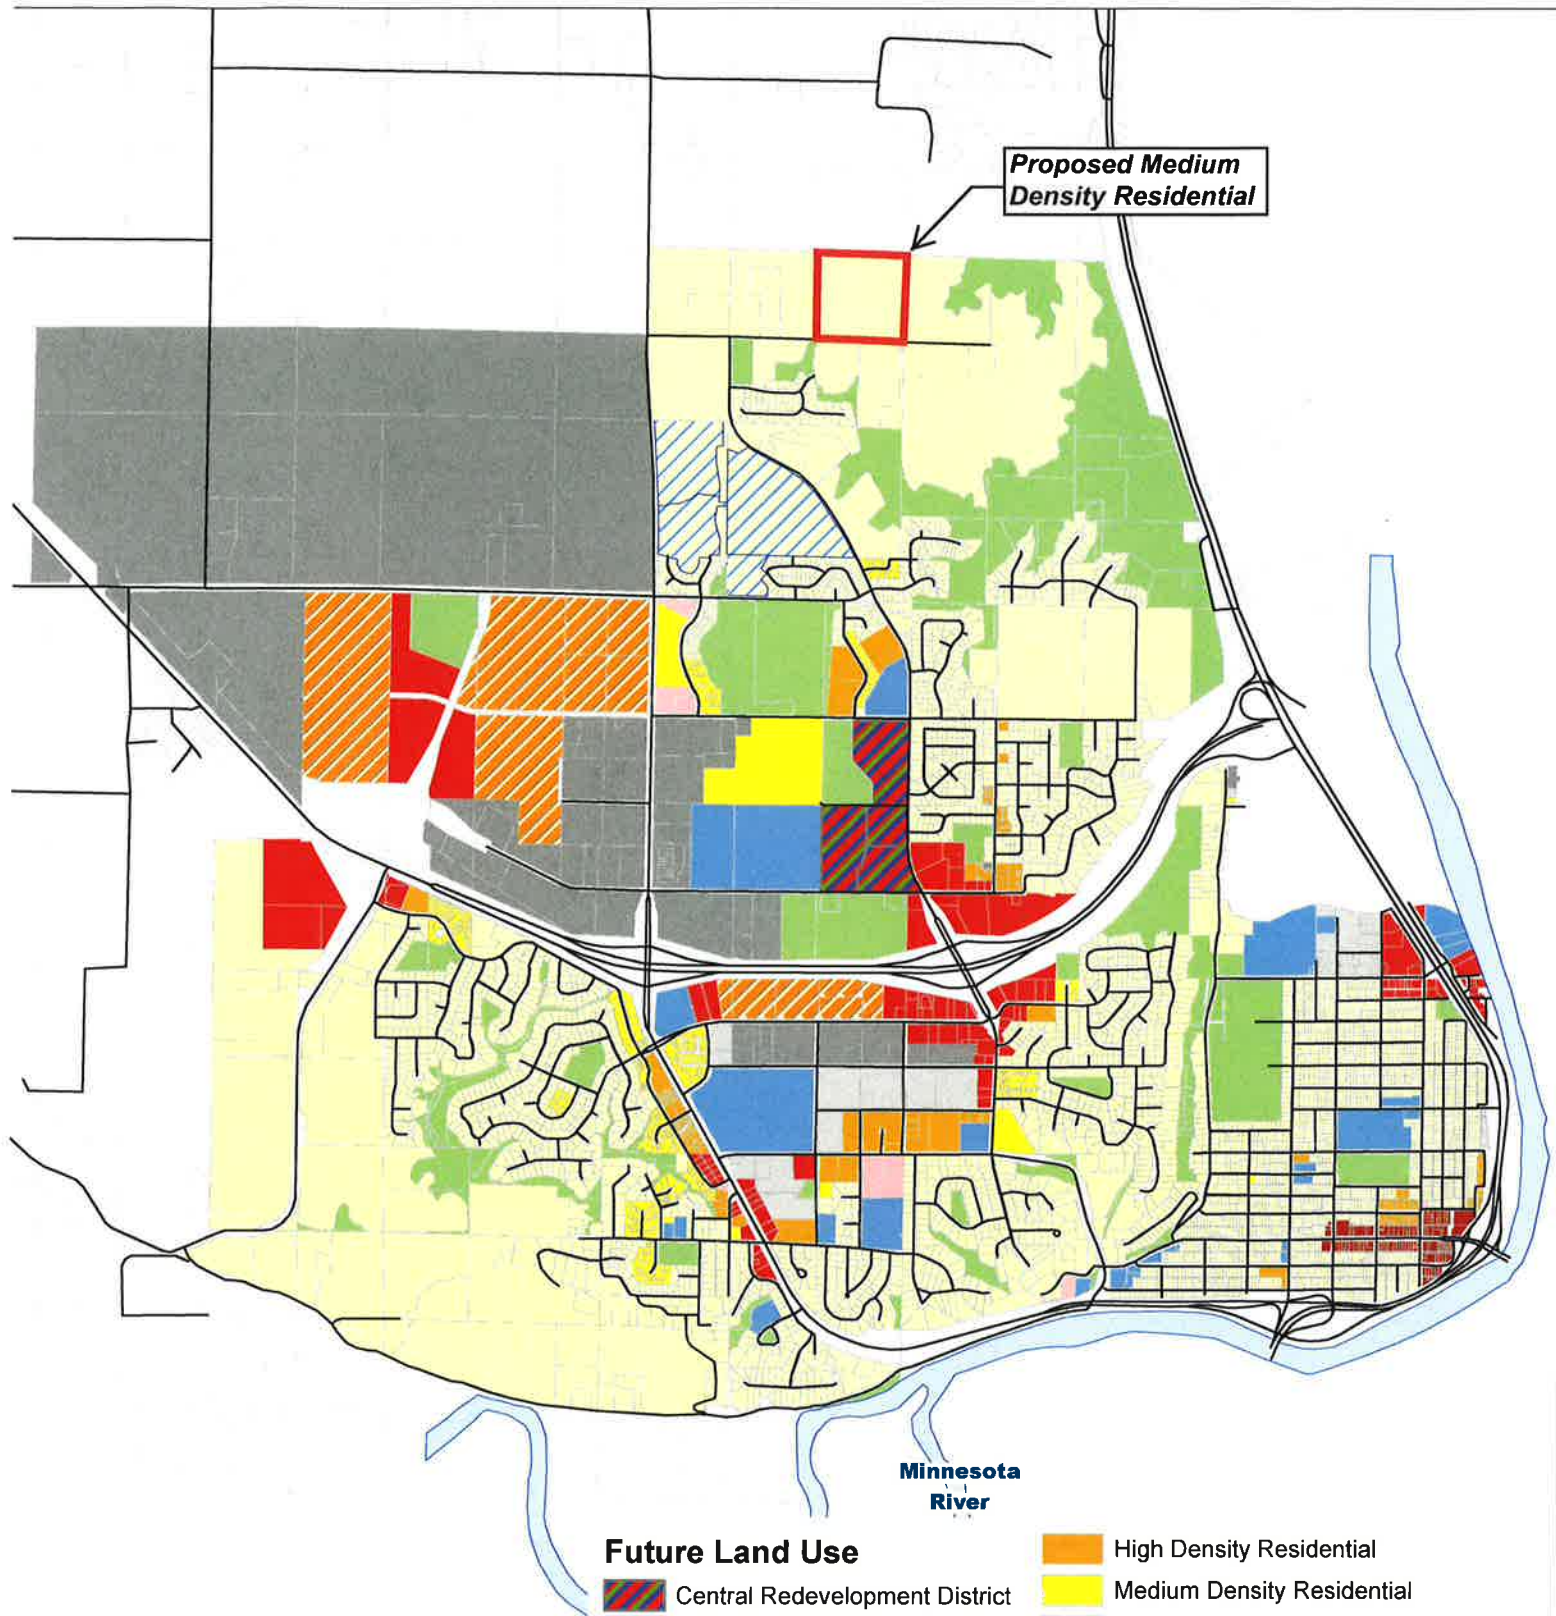 Proposed Medium
Density Residential
Minnesota
River
Future Land Use
High Density Residential
Central Redevelopment District
Medium Density Residential